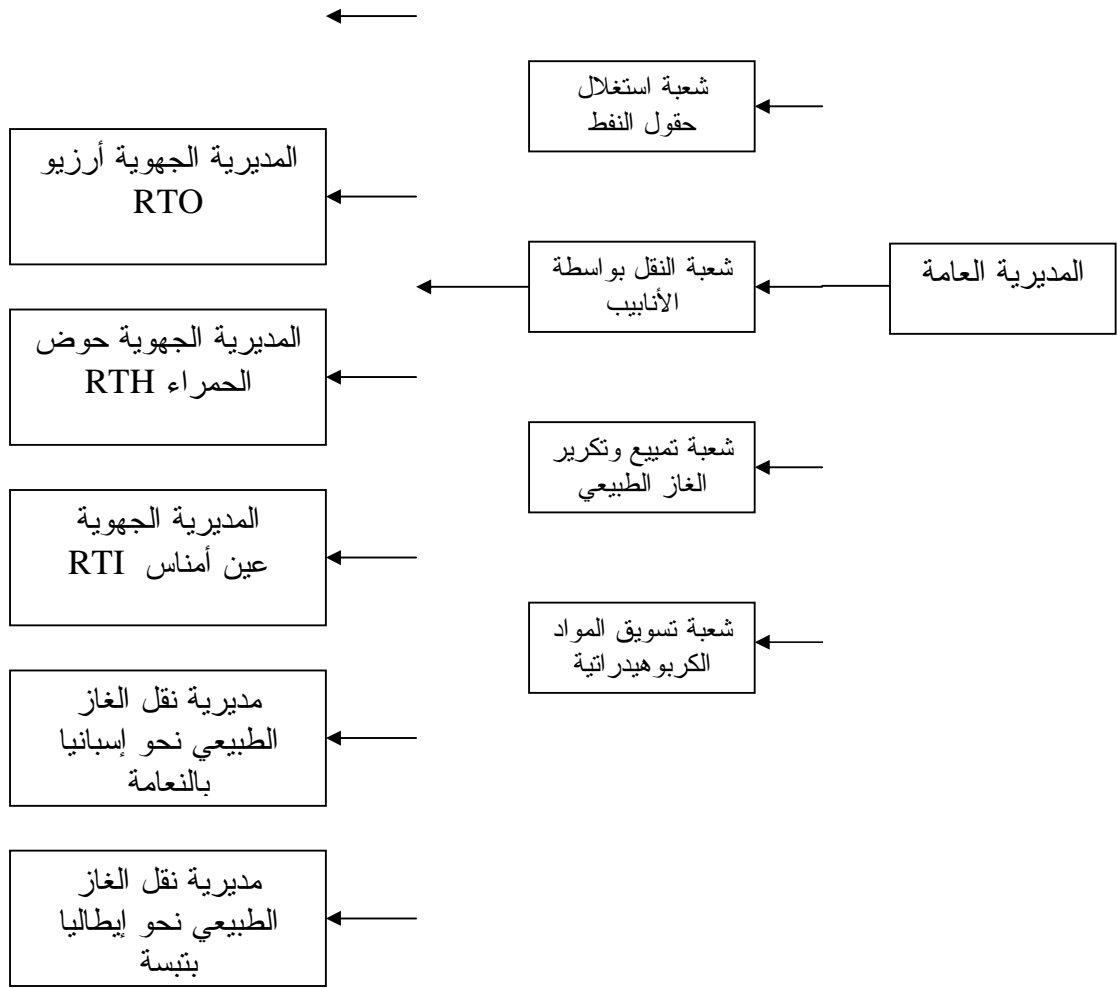 شعبة استغلال
حقول النفط
المديرية الجهوية أرزيو
RTO
المديرية العامة
شعبة النقل بواسطة
الأنابيب
المديرية الجهوية حوض
الحمراء RTH
شعبة تمييع وتكرير
الغاز الطبيعي
المديرية الجهوية
عين أمناس RTI
شعبة تسويق المواد
الكربوهيدراتية
مديرية نقل الغاز
الطبيعي نحو إسبانيا
بالنعامة
مديرية نقل الغاز
الطبيعي نحو إيطاليا
بتبسة